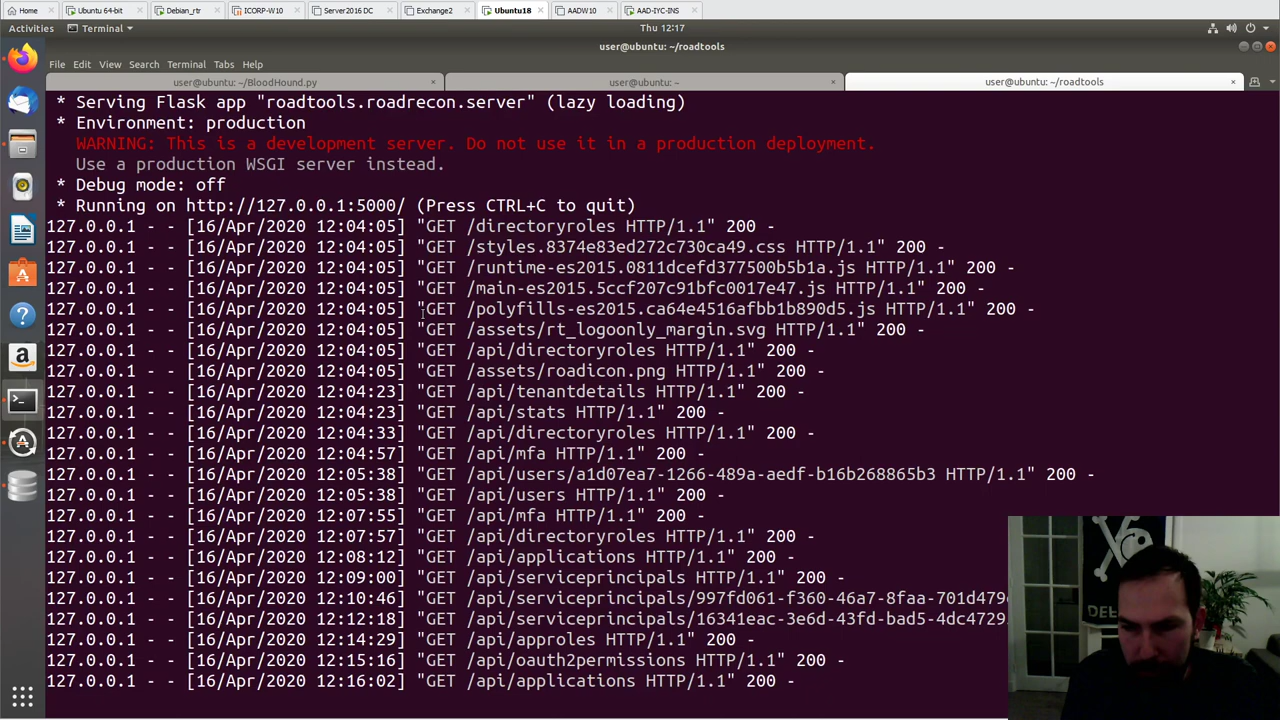 Home
Ubuntu 64-bit
Debian_rtr
ICORP-W10
Server2016 DC
Exchange2
Ubuntu18
AADW10
AAD-IYC-INS
Activities
Terminal
Thu 12:17
user@ubuntu: ~/roadtools
File Edit View Search Terminal Tabs Help
user@ubuntu: ~/BloodHound.py
user@ubuntu: ~
user@ubuntu: ~/roadtools
* Serving Flask app "roadtools.roadrecon.server" (lazy loading)
* Environment: production
WARNING: This is a development server. Do not use it in a production deployment.
Use a production WSGI server instead.
* Debug mode: off
* Running on http://127.0.0.1:5000/ (Press CTRL+C to quit)
127.0.0.1 - - [16/Apr/2020 12:04:05] "GET /directoryroles HTTP/1.1" 200 -
127.0.0.1 - - [16/Apr/2020 12:04:05] "GET /styles.8374e83ed272c730ca49.css HTTP/1.1" 200 -
127.0.0.1 - - [16/Apr/2020 12:04:05] "GET /runtime-es2015.0811dcefd377500b5b1a.js HTTP/1.1" 200 -
127.0.0.1 - - [16/Apr/2020 12:04:05] "GET /main-es2015.5ccf207c91bfc0017e47.js HTTP/1.1" 200 -
127.0.0.1 - - [16/Apr/2020 12:04:05] "GET /polyfills-es2015.ca64e4516afbb1b890d5.js HTTP/1.1" 200 -
127.0.0.1 - - [16/Apr/2020 12:04:05] "GET /assets/rt_logoonly_margin.svg HTTP/1.1" 200 -
127.0.0.1 - - [16/Apr/2020 12:04:05] "GET /api/directoryroles HTTP/1.1" 200 -
127.0.0.1 - - [16/Apr/2020 12:04:05] "GET /assets/roadicon.png HTTP/1.1" 200 -
127.0.0.1 - - [16/Apr/2020 12:04:23] "GET /api/tenantdetails HTTP/1.1" 200 -
127.0.0.1 - - [16/Apr/2020 12:04:23] "GET /api/stats HTTP/1.1" 200 -
127.0.0.1 - - [16/Apr/2020 12:04:33] "GET /api/directoryroles HTTP/1.1" 200 -
127.0.0.1 - - [16/Apr/2020 12:04:57] "GET /api/mfa HTTP/1.1" 200 -
127.0.0.1 - - [16/Apr/2020 12:05:38] "GET /api/users/a1d07ea7-1266-489a-aedf-b16b268865b3 HTTP/1.1" 200 -
127.0.0.1 - - [16/Apr/2020 12:05:38] "GET /api/users HTTP/1.1" 200 -
127.0.0.1 - - [16/Apr/2020 12:07:55] "GET /api/mfa HTTP/1.1" 200 -
127.0.0.1 - - [16/Apr/2020 12:07:57] "GET /api/directoryroles HTTP/1.1" 200 -
127.0.0.1 - - [16/Apr/2020 12:08:12] "GET /api/applications HTTP/1.1" 200 -
127.0.0.1 - - [16/Apr/2020 12:09:00] "GET /api/serviceprincipals HTTP/1.1" 200 -
127.0.0.1 - - [16/Apr/2020 12:10:46] "GET /api/serviceprincipals/997fd061-f360-46a7-8faa-701d479
127.0.0.1 - - [16/Apr/2020 12:12:18] "GET /api/serviceprincipals/16341eac-3e6d-43fd-bad5-4dc4729
127.0.0.1 - - [16/Apr/2020 12:14:29] "GET /api/approles HTTP/1.1" 200 -
127.0.0.1 - - [16/Apr/2020 12:15:16] "GET /api/oauth2permissions HTTP/1.1" 200 -
127.0.0.1 - - [16/Apr/2020 12:16:02] "GET /api/applications HTTP/1.1" 200 -